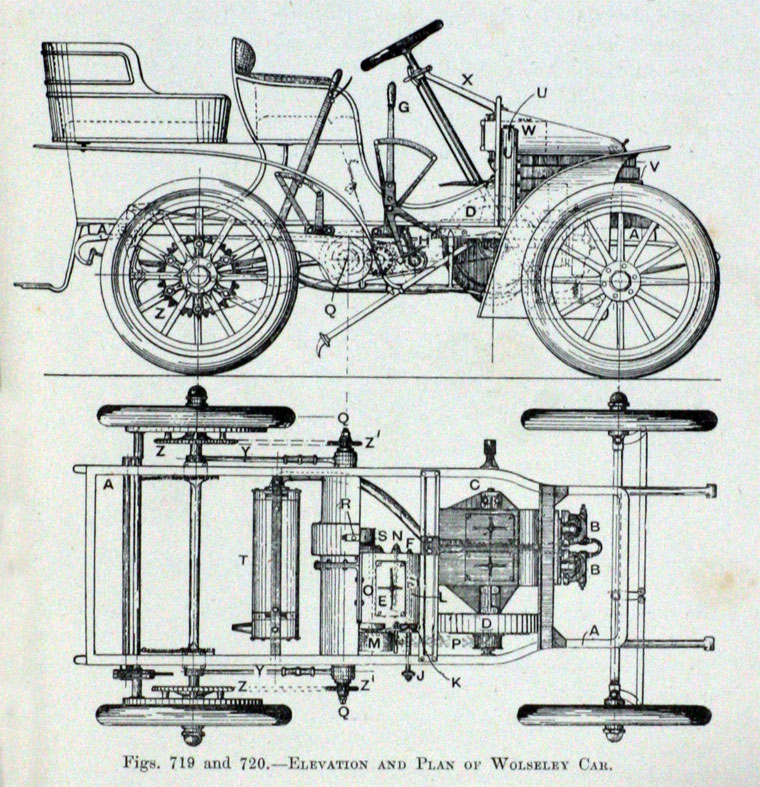 X
G
U
W
V
D
A
A
H
Z
Q
Q
Z
Z'
Y
A
C
R
B
S
N
F
T
O
E
L
B
D
M
P
A
Y
J
K
Z
Z'
Q
Figs. 719 and 720.—Elevation and Plan of Wolseley Car.